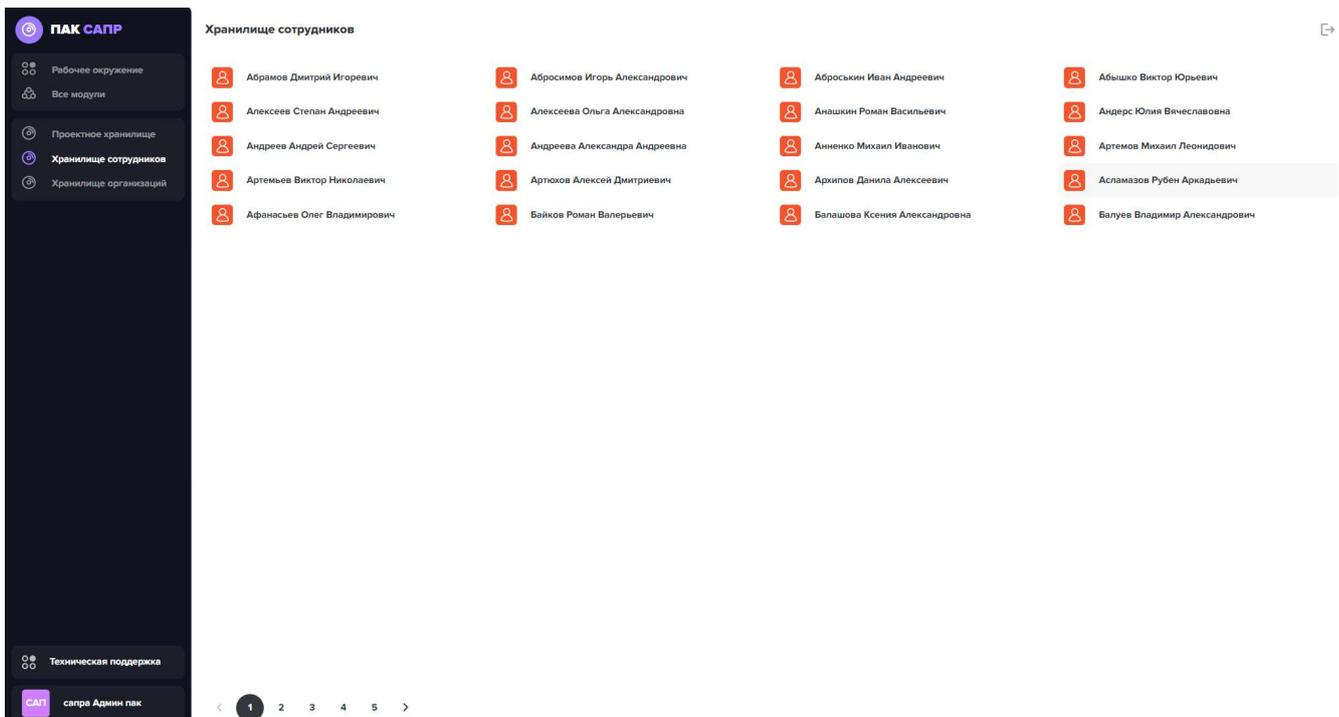 ПАК САПР
Рабочее окружение
Все модули
Проектное хранилище
Хранилище сотрудников
Хранилище организаций
Техническая поддержка
САП сапра Админ пак
Хранилище сотрудников
Абрамов Дмитрий Игоревич Абросимов Игорь Александрович Аброськин Иван Андреевич Абышко Виктор Юрьевич
Алексеев Степан Андреевич Алексеева Ольга Александровна Анашкин Роман Васильевич Андерс Юлия Вячеславовна
Андреев Андрей Сергеевич Андреева Александра Андреевна Анненко Михаил Иванович Артемов Михаил Леонидович
Артемьев Виктор Николаевич Артюхов Алексей Дмитриевич Архипов Данила Алексеевич Асламазов Рубен Аркадьевич
Афанасьев Олег Владимирович Байков Роман Валерьевич Балашова Ксения Александровна Балуев Владимир Александрович
1 2 3 4 5